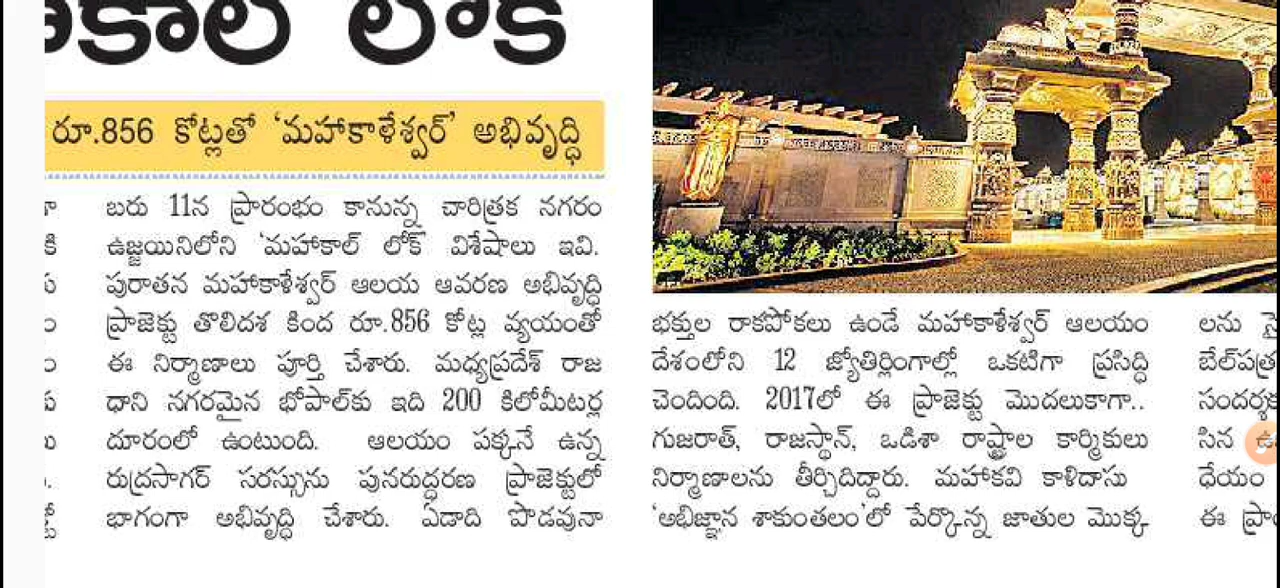 లోక్
రూ.856 కోట్లతో ‘మహాకాళేశ్వర్’ అభివృద్ధి
బరు 11న ప్రారంభం కానున్న చారిత్రక నగరం
ఉజ్జయినిలోని ‘మహాకాల్ లోక్ విశేషాలు ఇవి.
పురాతన మహాకాళేశ్వర్ ఆలయ ఆవరణ అభివృద్ధి
ప్రాజెక్టు తొలిదశ కింద రూ.856 కోట్ల వ్యయంతో
ఈ నిర్మాణాలు పూర్తి చేశారు. మధ్యప్రదేశ్ రాజ
ధాని నగరమైన భోపాల్‌కు ఇది 200 కిలోమీటర్ల
దూరంలో ఉంటుంది. ఆలయం పక్కనే ఉన్న
రుద్రసాగర్ సరస్సును పునరుద్ధరణ ప్రాజెక్టులో
భాగంగా అభివృద్ధి చేశారు. ఏడాది పొడవునా
భక్తుల రాకపోకలు ఉండే మహాకాళేశ్వర్ ఆలయం
దేశంలోని 12 జ్యోతిర్లింగాల్లో ఒకటిగా ప్రసిద్ధి
చెందింది. 2017లో ఈ ప్రాజెక్టు మొదలుకాగా..
గుజరాత్, రాజస్థాన్, ఒడిశా రాష్ట్రాల కార్మికులు
నిర్మాణాలను తీర్చిదిద్దారు. మహాకవి కాళిదాసు
‘అభిజ్ఞాన శాకుంతలం’లో పేర్కొన్న జాతుల మొక్క
లను
బేల్‌పత్ర
సందర్శక
సిన
ధేయం
ఈ ప్రా